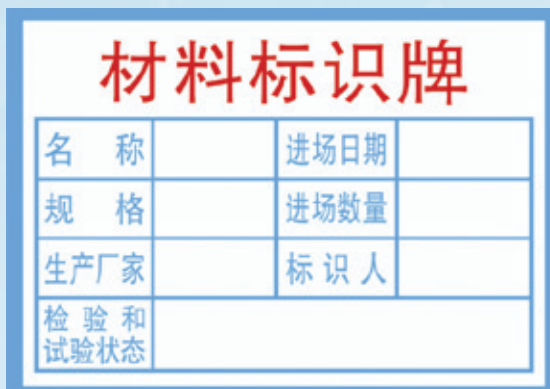 材料标识牌
名 称 进场日期
规 格 进场数量
生产厂家 标识人
检验和
试验状态